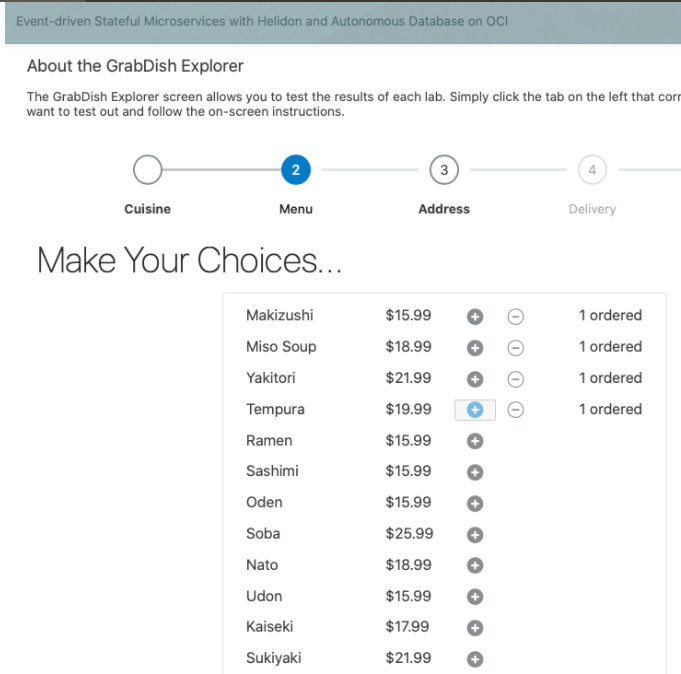 Event-driven Stateful Microservices with Helidon and Autonomous Database on OCI
About the GrabDish Explorer
The GrabDish Explorer screen allows you to test the results of each lab. Simply click the tab on the left that corr
want to test out and follow the on-screen instructions.
2 3 4
Cuisine Menu Address Delivery
Make Your Choices...
Makizushi $15.99 1 ordered
Miso Soup $18.99 1 ordered
Yakitori $21.99 1 ordered
Tempura $19.99 1 ordered
Ramen $15.99
Sashimi $15.99
Oden $15.99
Soba $25.99
Nato $18.99
Udon $15.99
Kaiseki $17.99
Sukiyaki $21.99